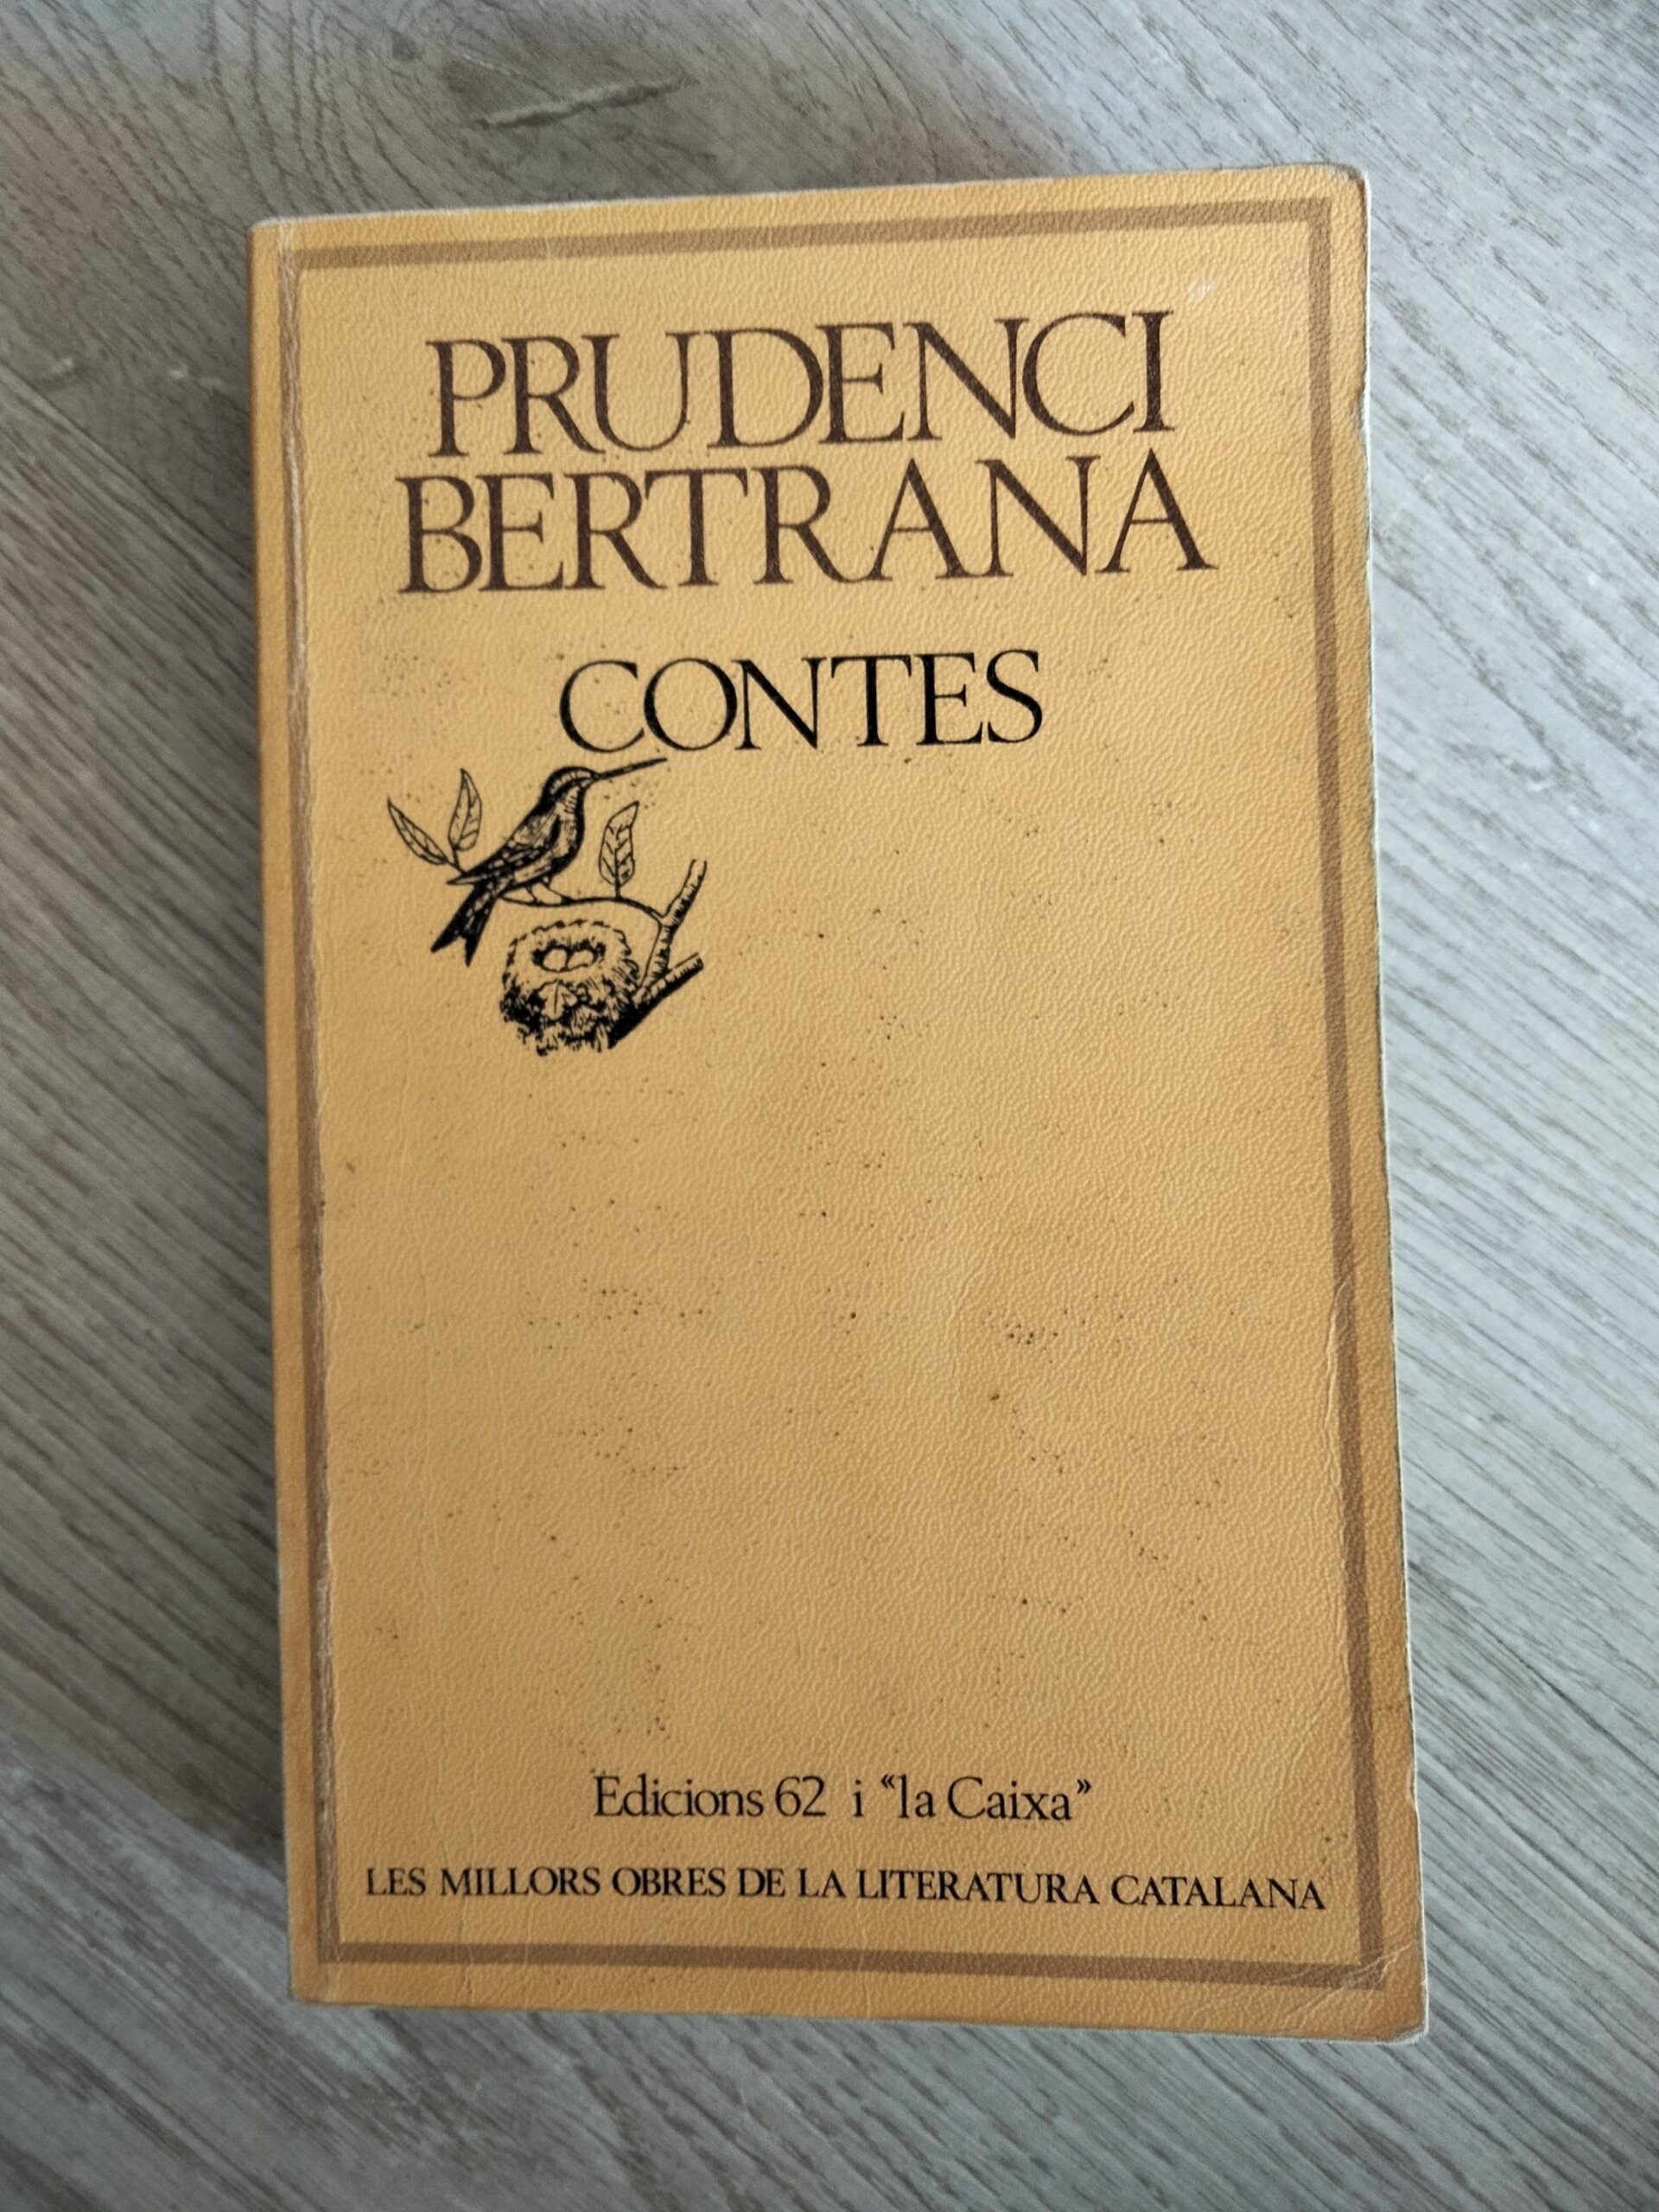 PRUDENCI
BERTRANA
CONTES
Edicions 62 i “la Caixa”
LES MILLORS OBRES DE LA LITERATURA CATALANA